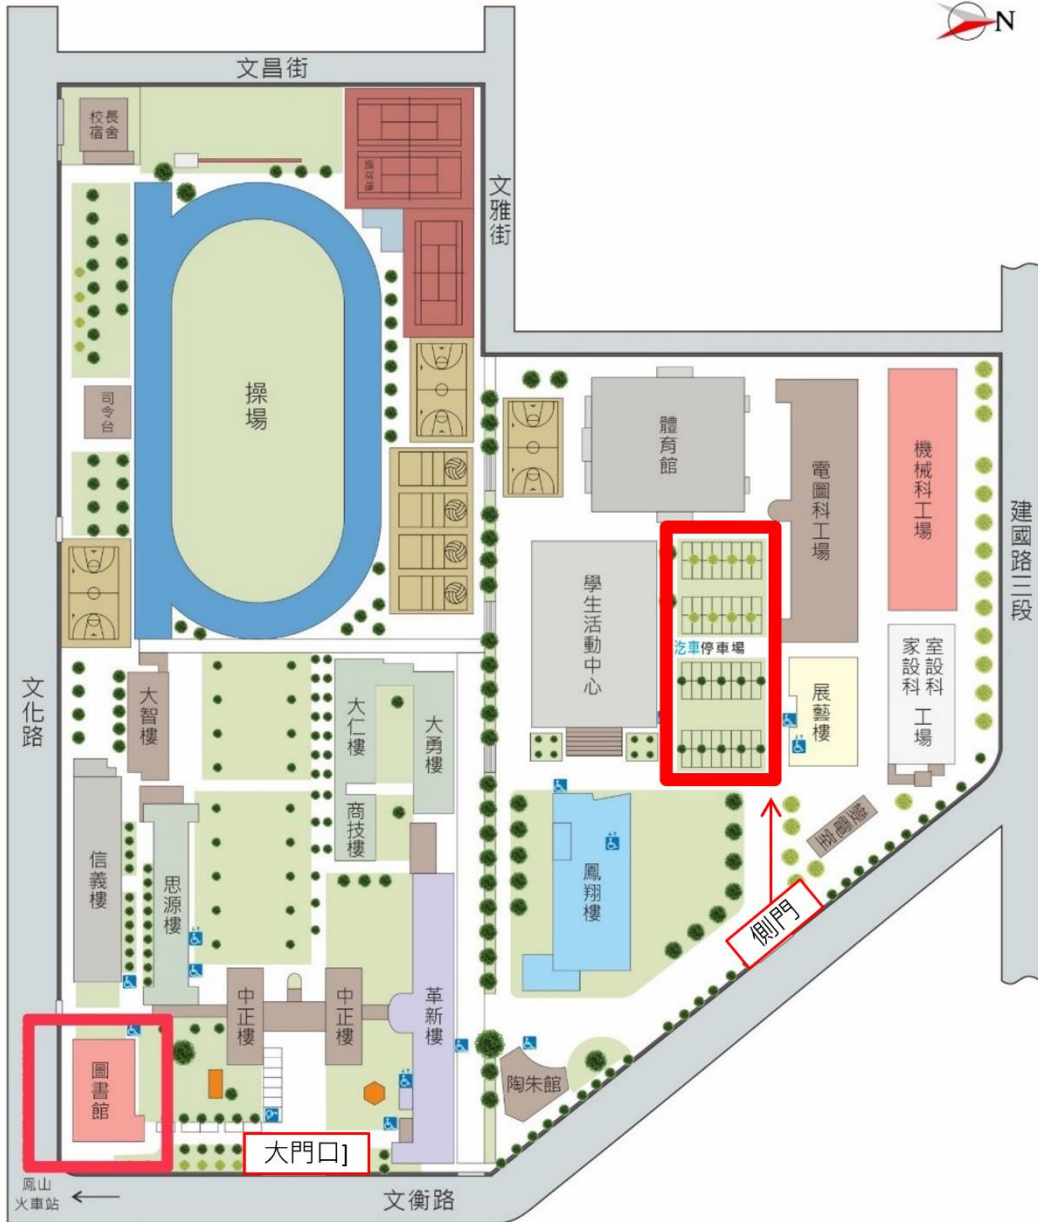 N
文昌街
校長
宿舍
網球場
文雅街
操場
司令台
體育館
電圖科工場
機械科工場
建國路三段
學生活動中心
汽車停車場
展藝樓
室設科
家設科 工場
文化路
大智樓
大仁樓
大勇樓
商技樓
信義樓
思源樓
鳳翔樓
變電室
側門
中正樓
中正樓
革新樓
圖書館
陶朱館
大門口]
鳳山
火車站
文衡路